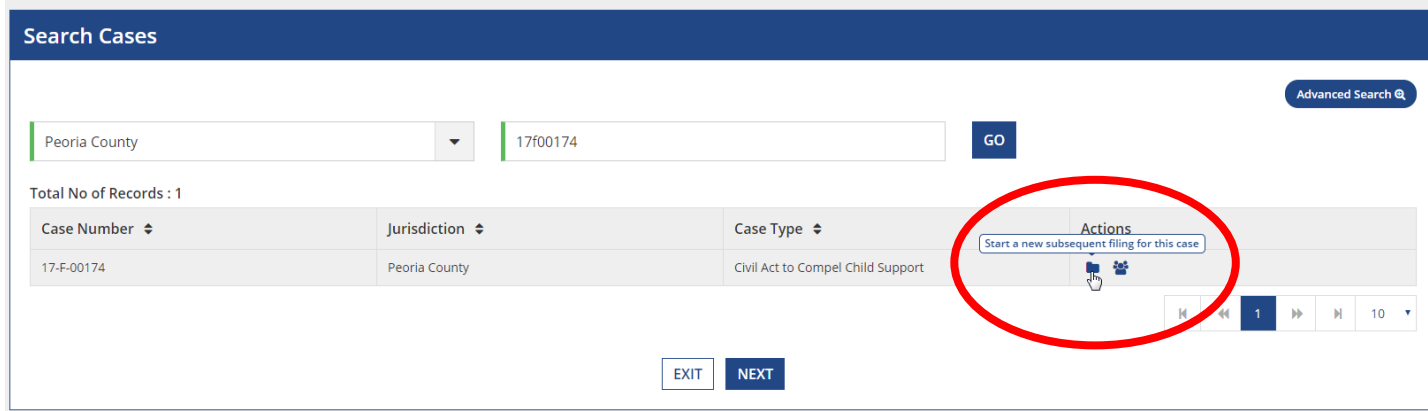 Search Cases
Advanced Search
Peoria County 17f00174 GO
Total No of Records : 1
Case Number Jurisdiction Case Type Actions
Start a new subsequent filing for this case
17-F-00174 Peoria County Civil Act to Compel Child Support
1 10
EXIT NEXT